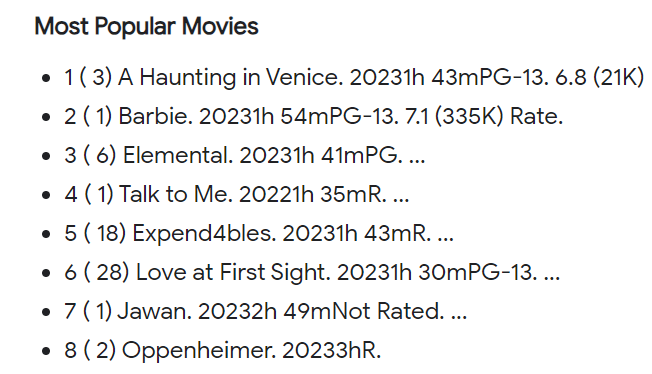 Most Popular Movies
• 1 ( 3) A Haunting in Venice. 20231h 43mPG-13. 6.8 (21K)
• 2 ( 1) Barbie. 20231h 54mPG-13. 7.1 (335K) Rate.
• 3 ( 6) Elemental. 20231h 41mPG. ...
• 4 ( 1) Talk to Me. 20221h 35mR. ...
• 5 ( 18) Expend4bles. 20231h 43mR. ...
• 6 ( 28) Love at First Sight. 20231h 30mPG-13. ...
• 7 ( 1) Jawan. 20232h 49mNot Rated. ...
• 8 ( 2) Oppenheimer. 20233hR.